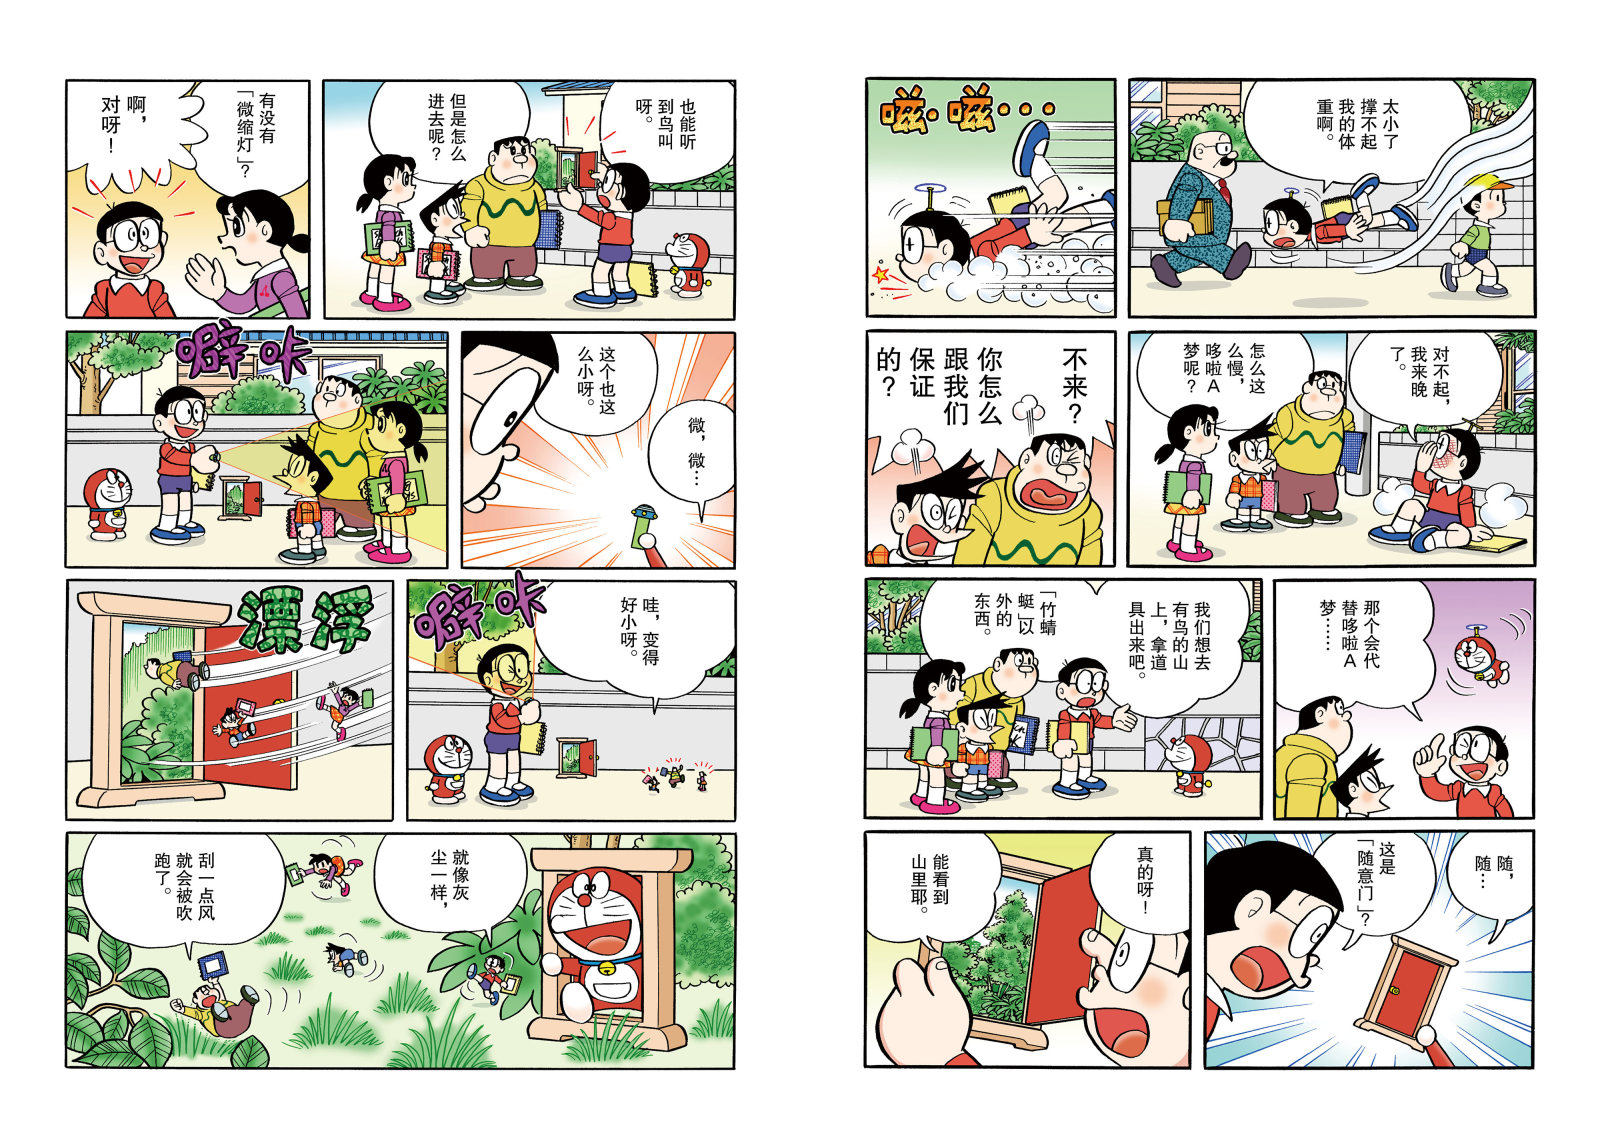 太小了
撑不起
我的体
重啊。
嗞·嗞···
对不起，
我来晚
了。
怎么这
么慢，
哆啦A
梦呢？
不来？
你怎么
跟我们
保证
的？
那个会代
替哆啦A
梦……
我们想去
有鸟的山
上，拿道
具出来吧。
「竹蜻
蜓」以
外的
东西。
随，
随…
这是
「随意门」？
真的呀！
能看到
山里耶。
也能听
到鸟叫
呀。
但是怎么
进去呢？
有没有
「微缩灯」？
啊，
对呀！
微，微…
这个也这
么小呀。
噼咔
哇，变得
好小呀。
噼咔
漂浮
就像灰
尘一样，
刮一点风
就会被吹
跑了。